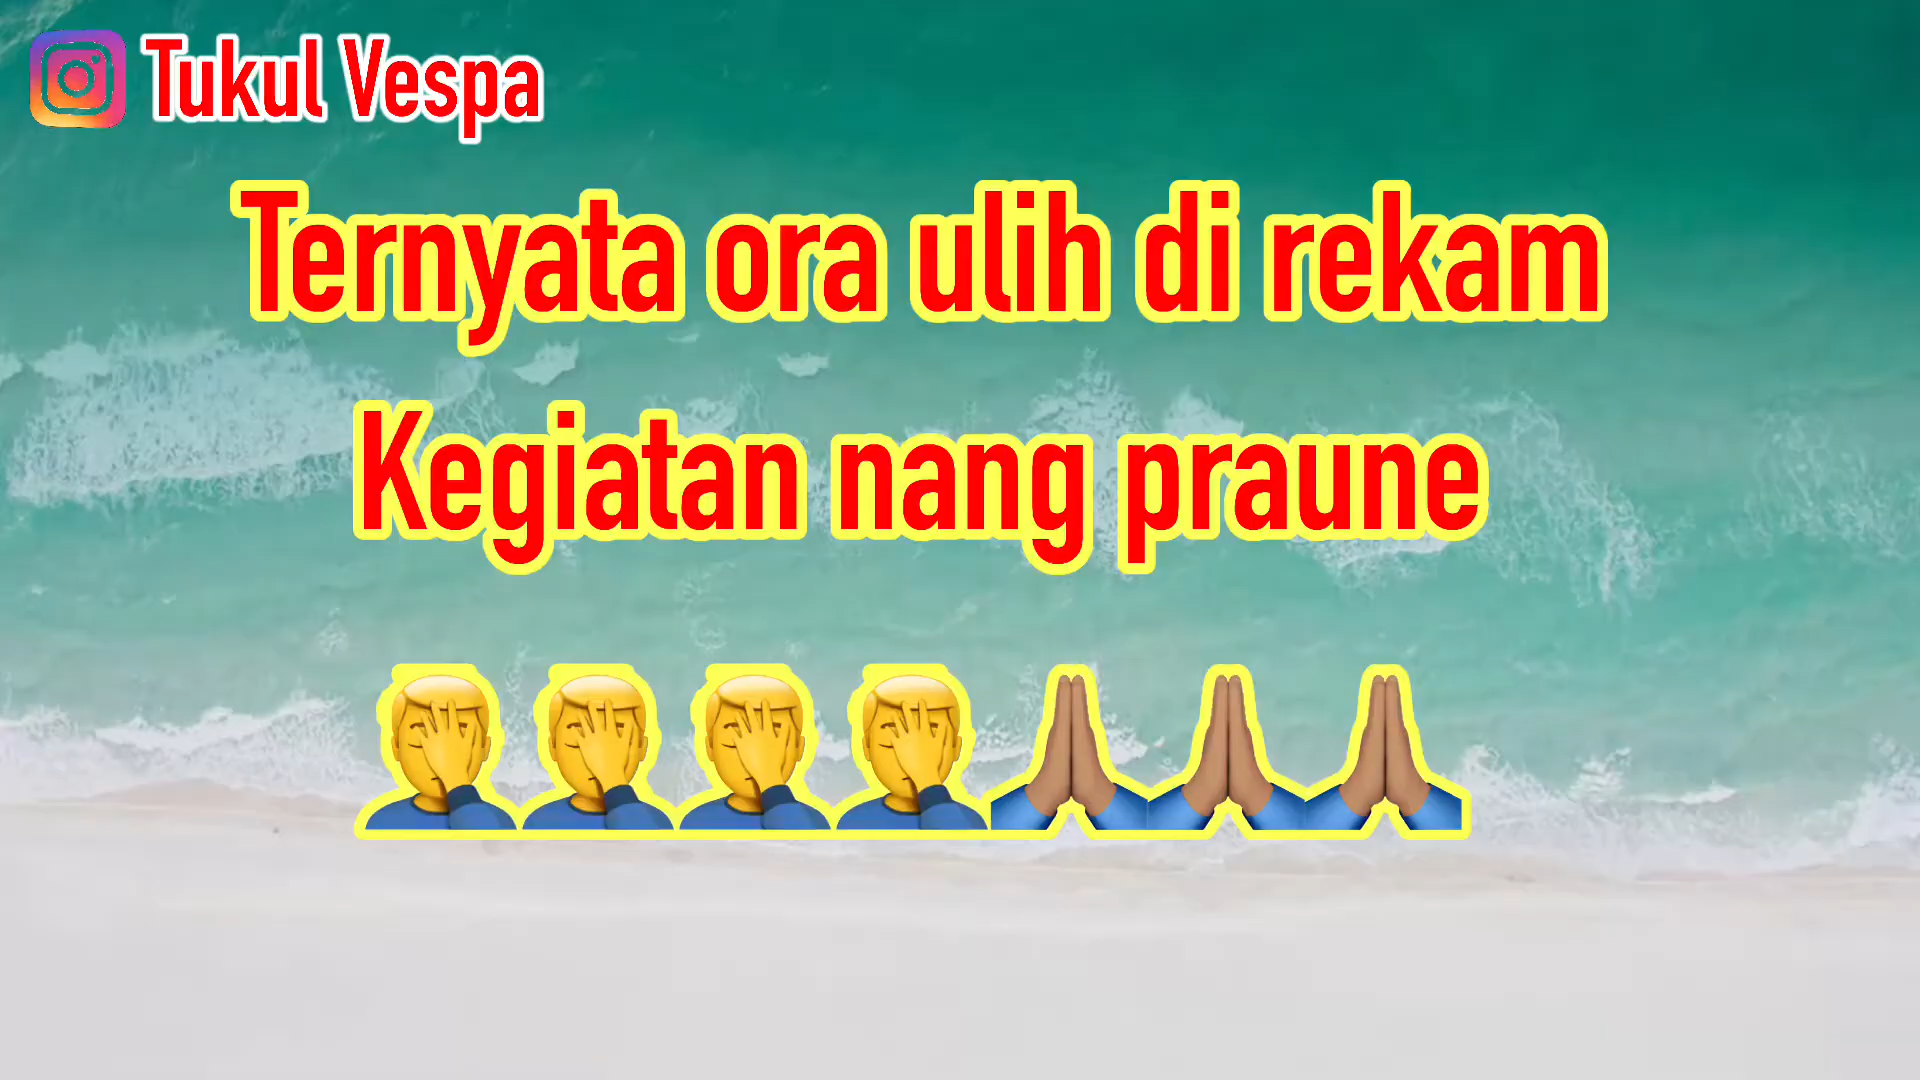 Tukul Vespa
Ternyata ora ulih di rekam
Kegiatan nang praune
🤦‍♂️🤦‍♂️🤦‍♂️🤦‍♂️🙏🏽🙏🏽🙏🏽